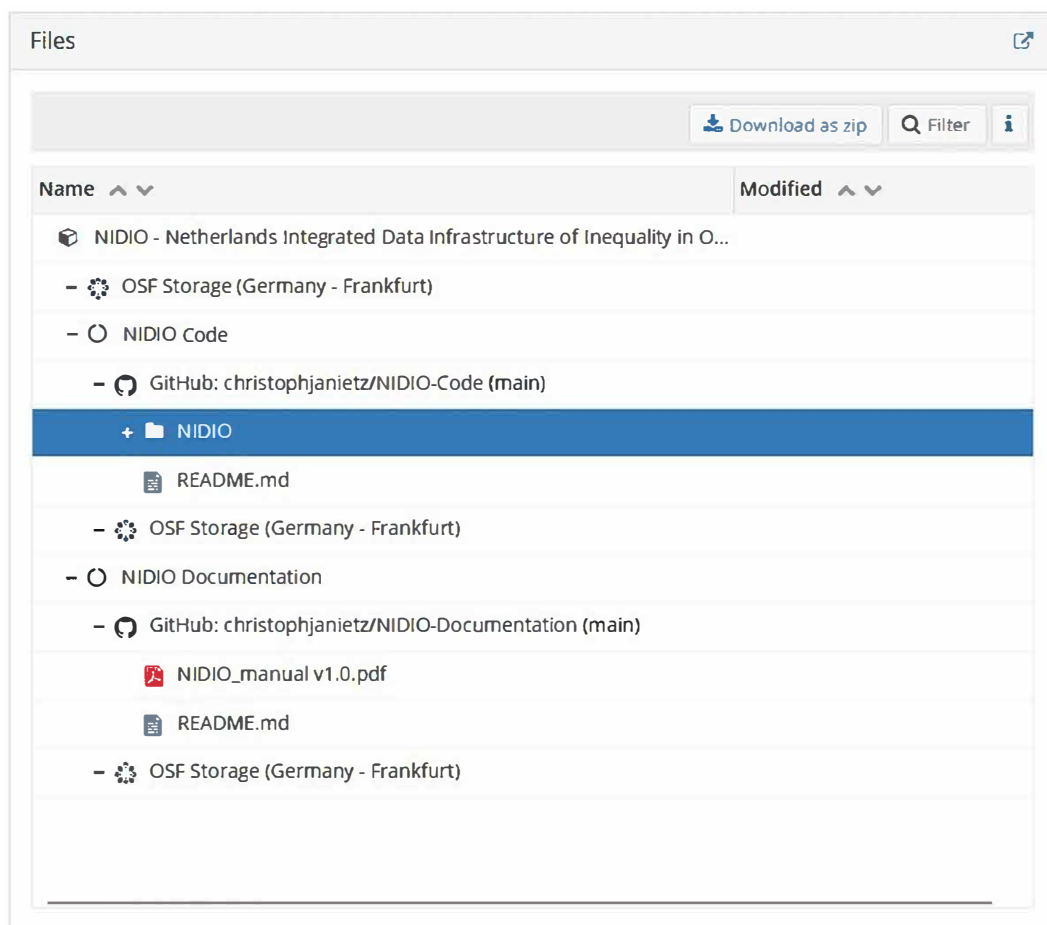 Files
Download as zip Filter i
Name Modified
NIDIO - Netherlands Integrated Data Infrastructure of Inequality in O...
OSF Storage (Germany - Frankfurt)
NIDIO Code
GitHub: christophjanietz/NIDIO-Code (main)
NIDIO
README.md
OSF Storage (Germany - Frankfurt)
NIDIO Documentation
GitHub: christophjanietz/NIDIO-Documentation (main)
NIDIO_manual v1.0.pdf
README.md
OSF Storage (Germany - Frankfurt)